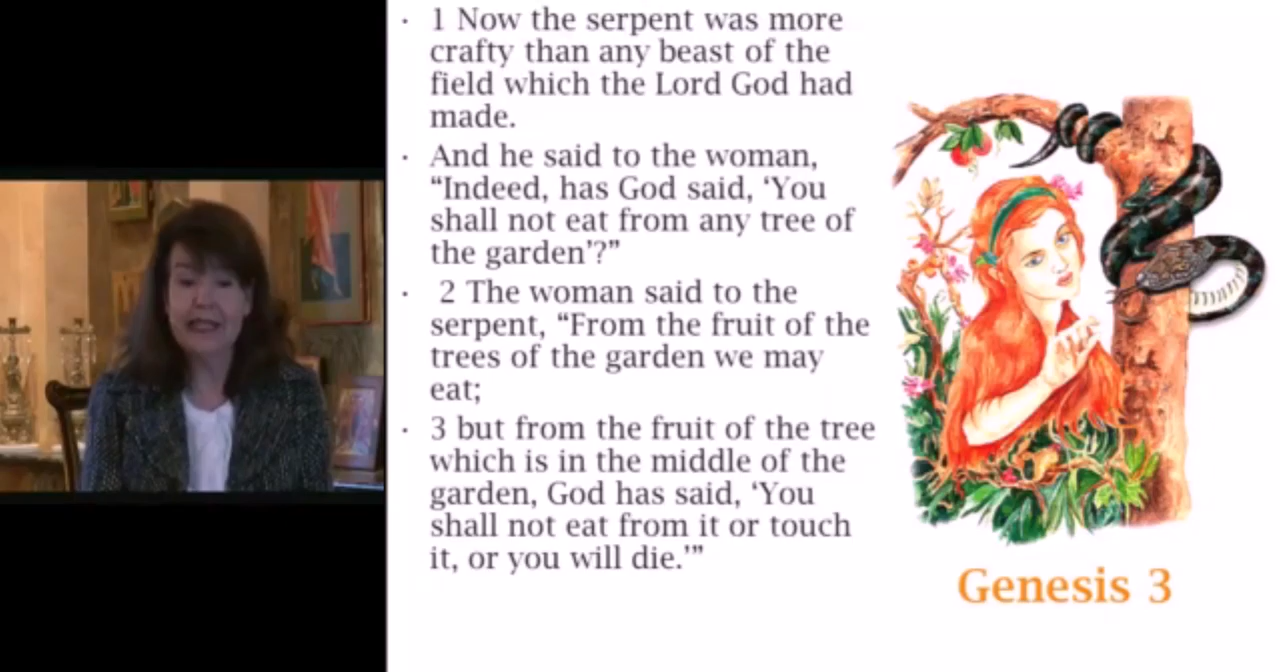 · 1 Now the serpent was more
crafty than any beast of the
field which the Lord God had
made.
· And he said to the woman,
“Indeed, has God said, ‘You
shall not eat from any tree of
the garden’?”
· 2 The woman said to the
serpent, “From the fruit of the
trees of the garden we may
eat;
· 3 but from the fruit of the tree
which is in the middle of the
garden, God has said, ‘You
shall not eat from it or touch
it, or you will die.’”
Genesis 3